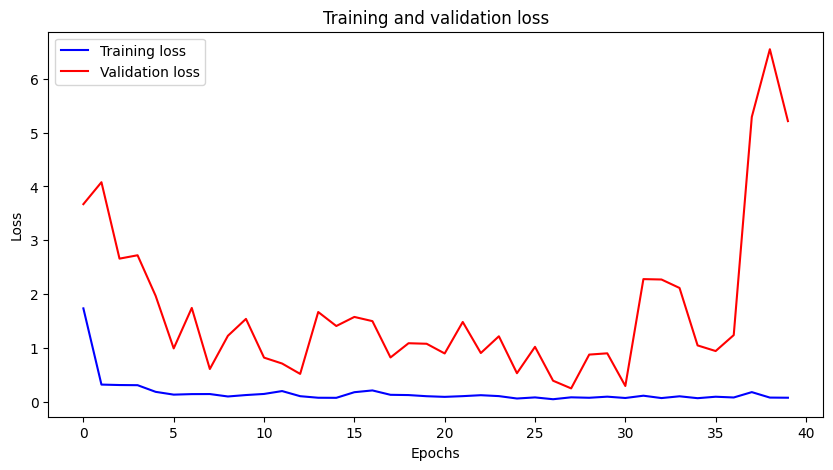 Training and validation loss
Training loss
Validation loss
Loss
6
5
4
3
2
1
0
0 5 10 15 20 25 30 35 40
Epochs